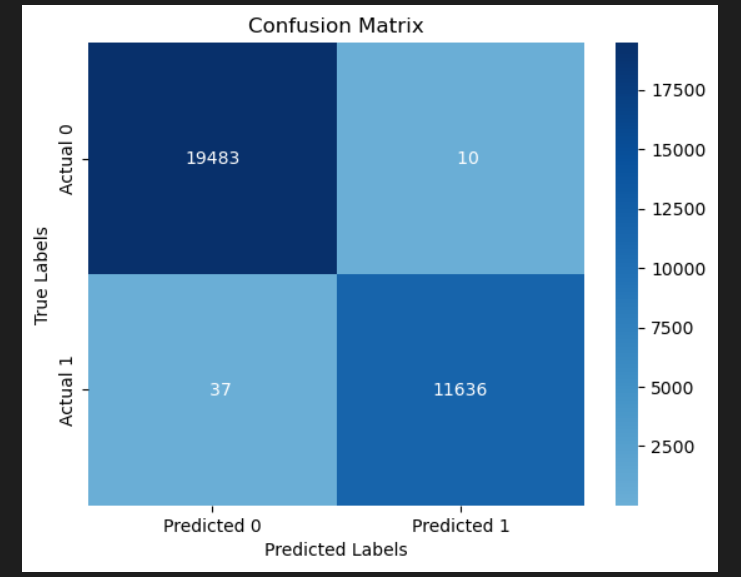 Confusion Matrix
True Labels
Actual 0
Actual 1
19483 10
37 11636
Predicted 0 Predicted 1
Predicted Labels
17500
15000
12500
10000
7500
5000
2500